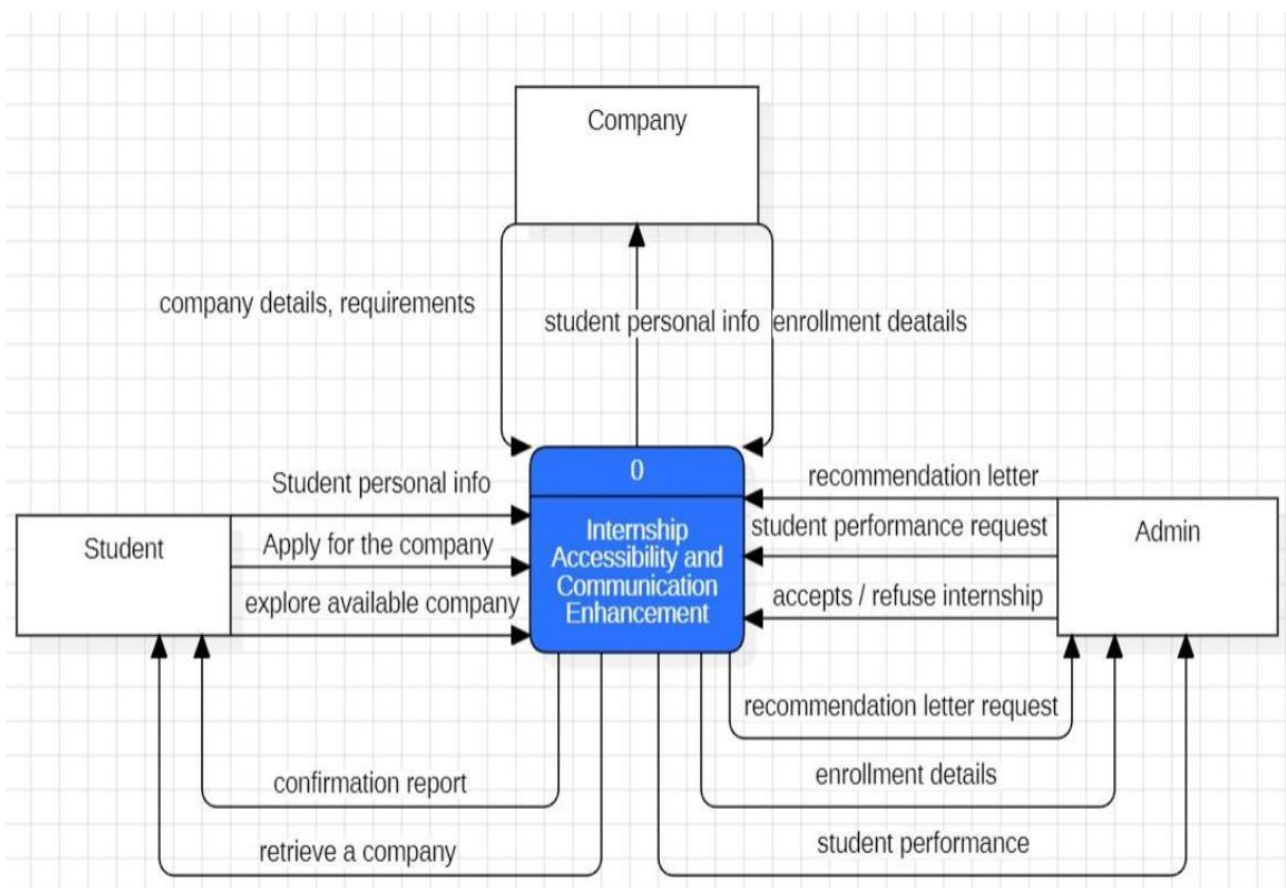 Company
company details, requirements
student personal info
enrollment deatails
0
Internship
Accessibility and
Communication
Enhancement
Student personal info
Apply for the company
explore available company
Student
recommendation letter
student performance request
accepts / refuse internship
Admin
recommendation letter request
enrollment details
student performance
confirmation report
retrieve a company